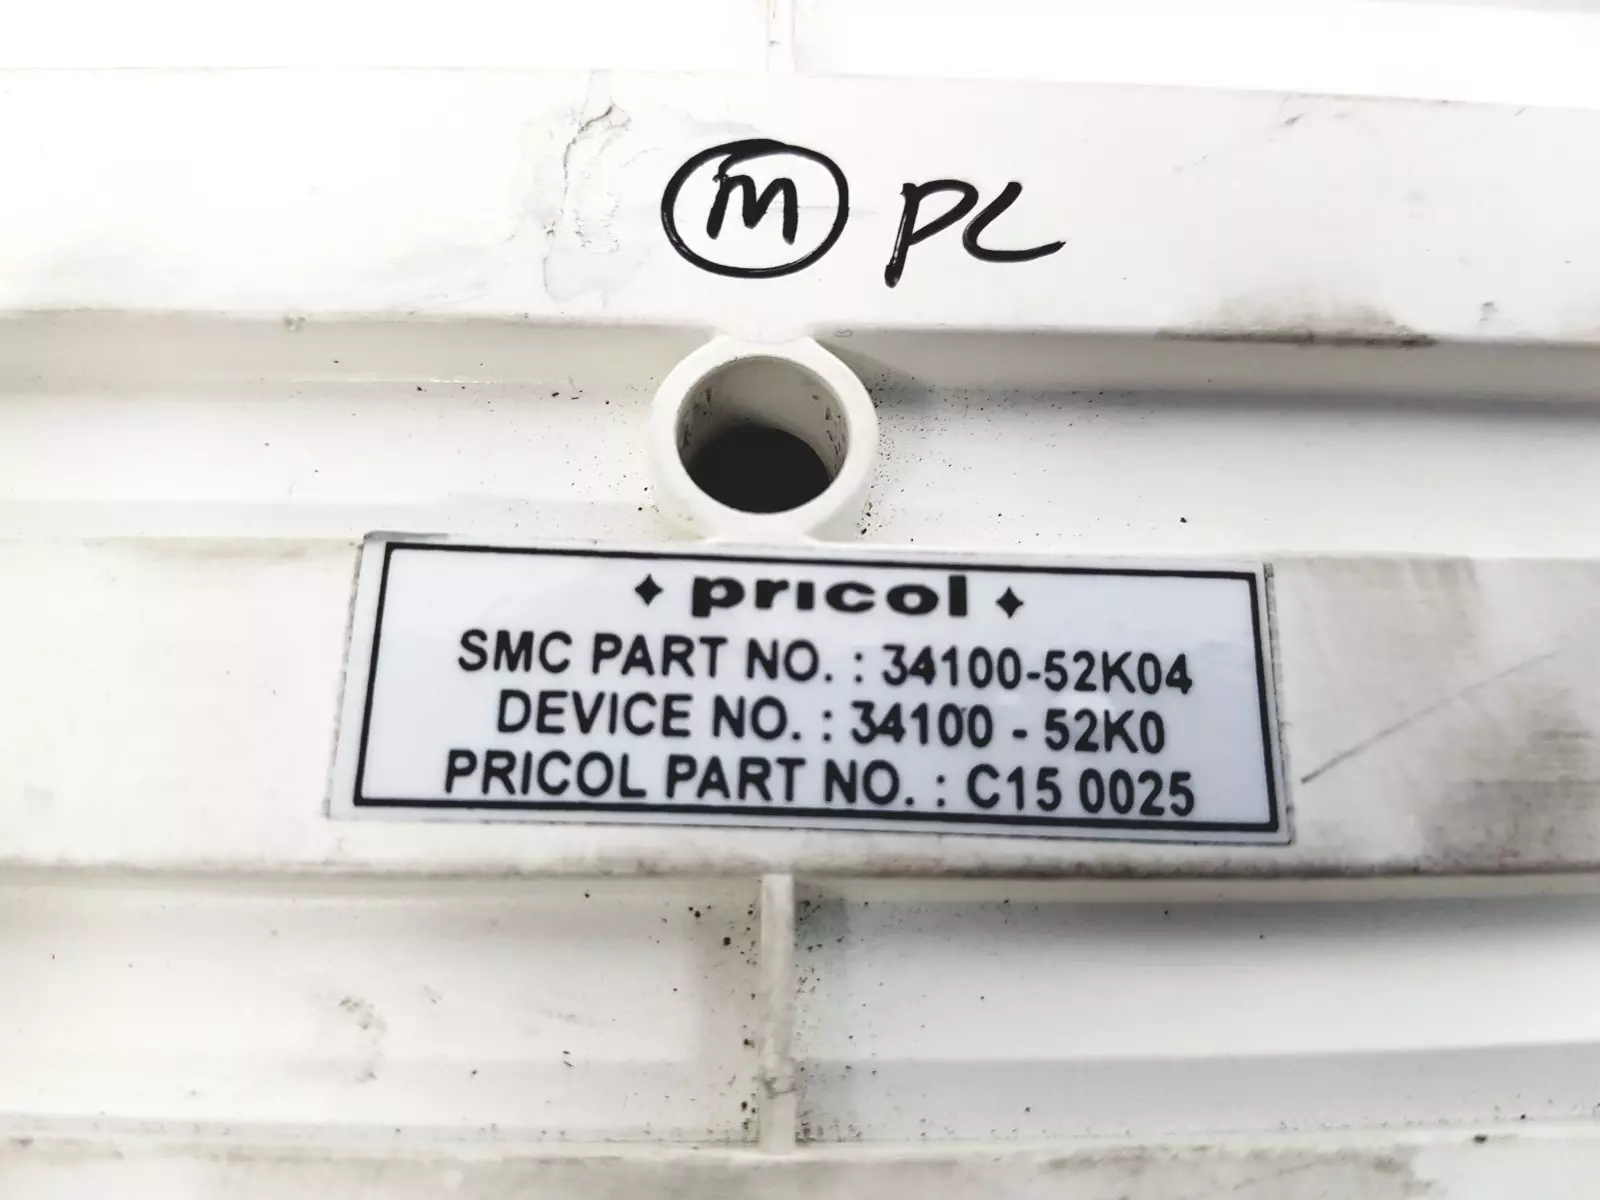 M PL
pricol
SMC PART NO. : 34100-52K04
DEVICE NO. : 34100 - 52K0
PRICOL PART NO. : C15 0025